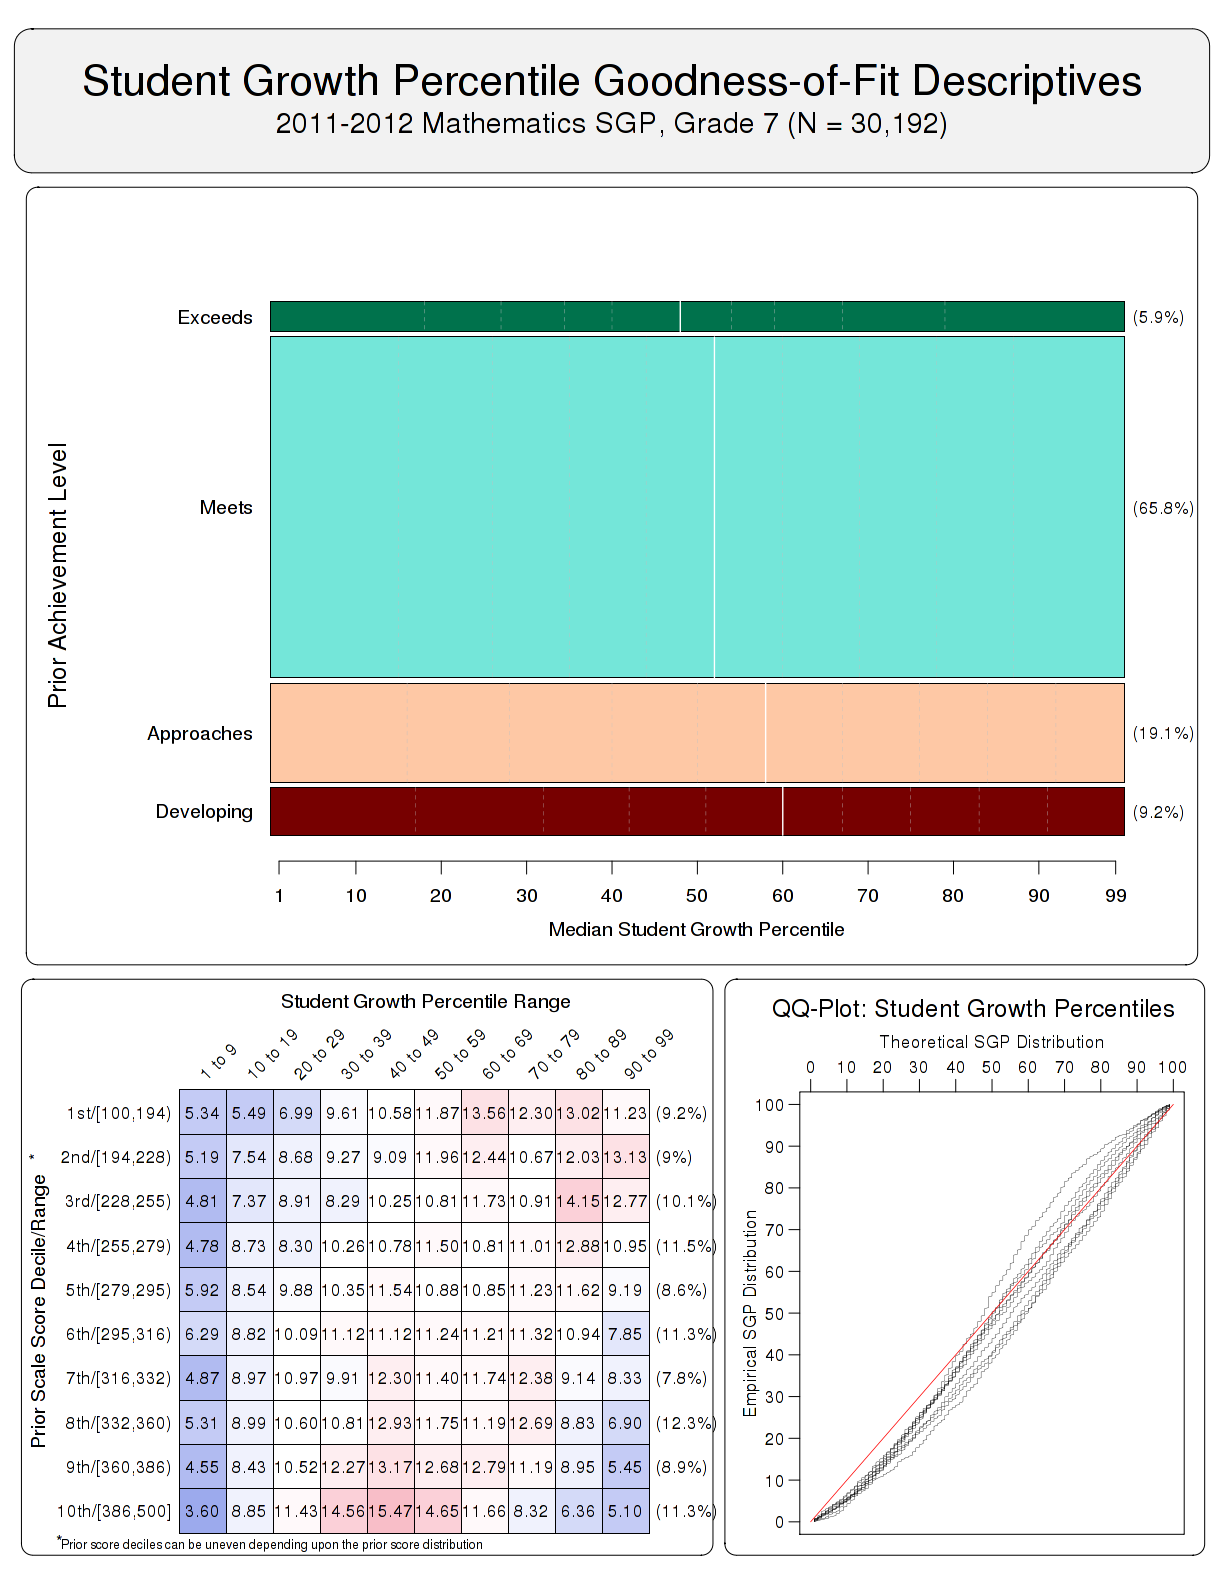 Student Growth Percentile Goodness-of-Fit Descriptives
2011-2012 Mathematics SGP, Grade 7 (N = 30,192)
Prior Achievement Level
Exceeds (5.9%)
Meets (65.8%)
Approaches (19.1%)
Developing (9.2%)
1 10 20 30 40 50 60 70 80 90 99
Median Student Growth Percentile
Student Growth Percentile Range
1 to 9 10 to 19 20 to 29 30 to 39 40 to 49 50 to 59 60 to 69 70 to 79 80 to 89 90 to 99
Prior Scale Score Decile/Range *
1st/[100,194) 5.34 5.49 6.99 9.61 10.58 11.87 13.56 12.30 13.02 11.23 (9.2%)
2nd/[194,228) 5.19 7.54 8.68 9.27 9.09 11.96 12.44 10.67 12.03 13.13 (9%)
3rd/[228,255) 4.81 7.37 8.91 8.29 10.25 10.81 11.73 10.91 14.15 12.77 (10.1%)
4th/[255,279) 4.78 8.73 8.30 10.26 10.78 11.50 10.81 11.01 12.88 10.95 (11.5%)
5th/[279,295) 5.92 8.54 9.88 10.35 11.54 10.88 10.85 11.23 11.62 9.19 (8.6%)
6th/[295,316) 6.29 8.82 10.09 11.12 11.12 11.24 11.21 11.32 10.94 7.85 (11.3%)
7th/[316,332) 4.87 8.97 10.97 9.91 12.30 11.40 11.74 12.38 9.14 8.33 (7.8%)
8th/[332,360) 5.31 8.99 10.60 10.81 12.93 11.75 11.19 12.69 8.83 6.90 (12.3%)
9th/[360,386) 4.55 8.43 10.52 12.27 13.17 12.68 12.79 11.19 8.95 5.45 (8.9%)
10th/[386,500] 3.60 8.85 11.43 14.56 15.47 14.65 11.66 8.32 6.36 5.10 (11.3%)
*Prior score deciles can be uneven depending upon the prior score distribution
QQ-Plot: Student Growth Percentiles
Theoretical SGP Distribution
0 10 20 30 40 50 60 70 80 90 100
Empirical SGP Distribution
100
90
80
70
60
50
40
30
20
10
0